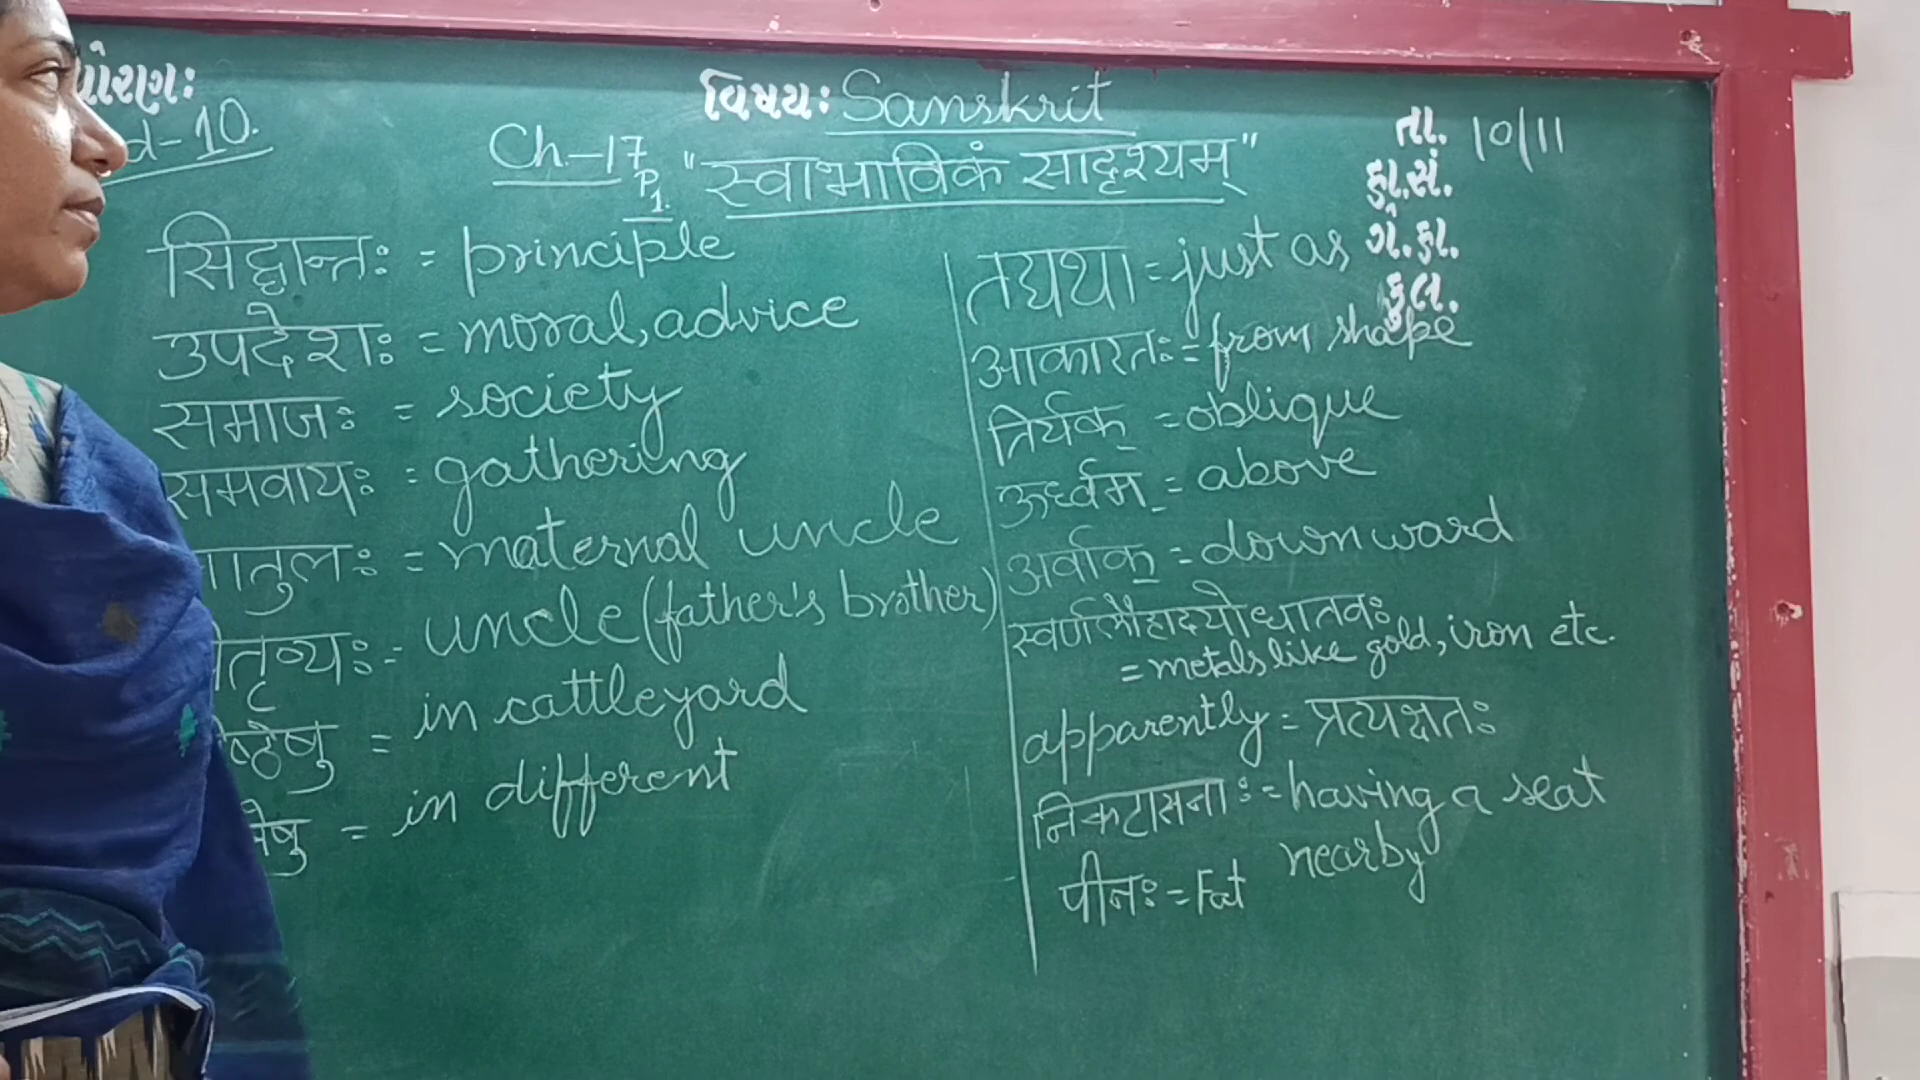 ધોરણ:
d-10.
વિષય: Sanskrit
Ch.-17 P1. "स्वाभाविकं सादृश्यम्"
તા. 10/11
હા.સં.
ગે.હા.
કુલ.
सिद्धान्तः = principle
उपदेशः = moral, advice
समाजः = society
समवायः = gathering
मातुलः = maternal uncle
तृव्यः = uncle (father's brother)
ष्ठेषु = in cattleyard
= in different
तद्यथा = just as
आकारतः = from shape
तिर्यक् = oblique
ऊर्ध्वम् = above
अर्वाक् = downward
स्वर्णलौहादयो धातवः
= metals like gold, iron etc.
apparently = प्रत्यक्षतः
निकटासनाः = having a seat
nearby
पीनः = Fat